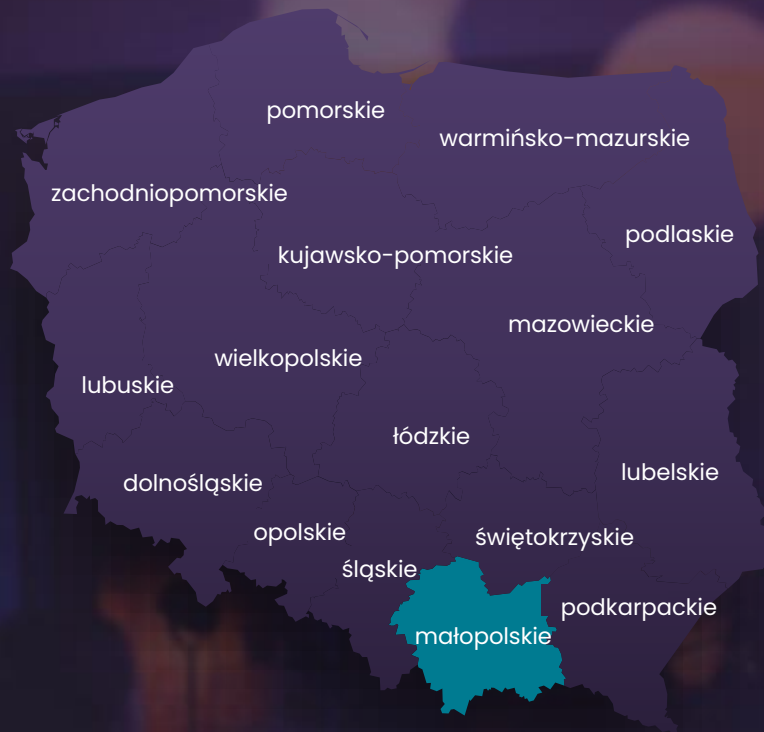 pomorskie
warmińsko-mazurskie
zachodniopomorskie
podlaskie
kujawsko-pomorskie
mazowieckie
wielkopolskie
lubuskie
łódzkie
lubelskie
dolnośląskie
opolskie
świętokrzyskie
śląskie
podkarpackie
małopolskie